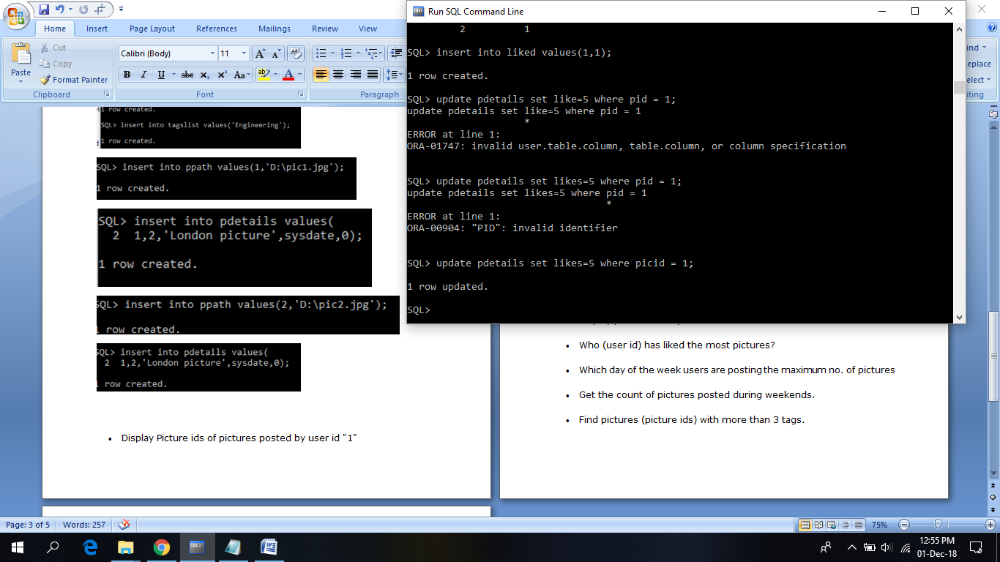 Home Insert Page Layout References Mailings Review View
Cut
Copy
Format Painter
Paste
Clipboard
Calibri (Body) 11
B I U abc x₂ x² Aa ab A
Font
Paragraph
1 row created.
SQL> insert into tagslist values('Engineering');
1 row created.
SQL> insert into ppath values(1,'D:\pic1.jpg');
1 row created.
SQL> insert into pdetails values(
2 1,2,'London picture',sysdate,0);
1 row created.
SQL> insert into ppath values(2,'D:\pic2.jpg');
1 row created.
SQL> insert into pdetails values(
2 1,2,'London picture',sysdate,0);
1 row created.
• Display Picture ids of pictures posted by user id "1"
Run SQL Command Line
2 1
SQL> insert into liked values(1,1);
1 row created.
SQL> update pdetails set like=5 where pid = 1;
update pdetails set like=5 where pid = 1
*
ERROR at line 1:
ORA-01747: invalid user.table.column, table.column, or column specification
SQL> update pdetails set likes=5 where pid = 1;
update pdetails set likes=5 where pid = 1
*
ERROR at line 1:
ORA-00904: "PID": invalid identifier
SQL> update pdetails set likes=5 where picid = 1;
1 row updated.
SQL>
ind
eplace
elect
iting
• Who (user id) has liked the most pictures?
• Which day of the week users are posting the maximum no. of pictures
• Get the count of pictures posted during weekends.
• Find pictures (picture ids) with more than 3 tags.
Page: 3 of 5 Words: 257
75%
12:55 PM
01-Dec-18